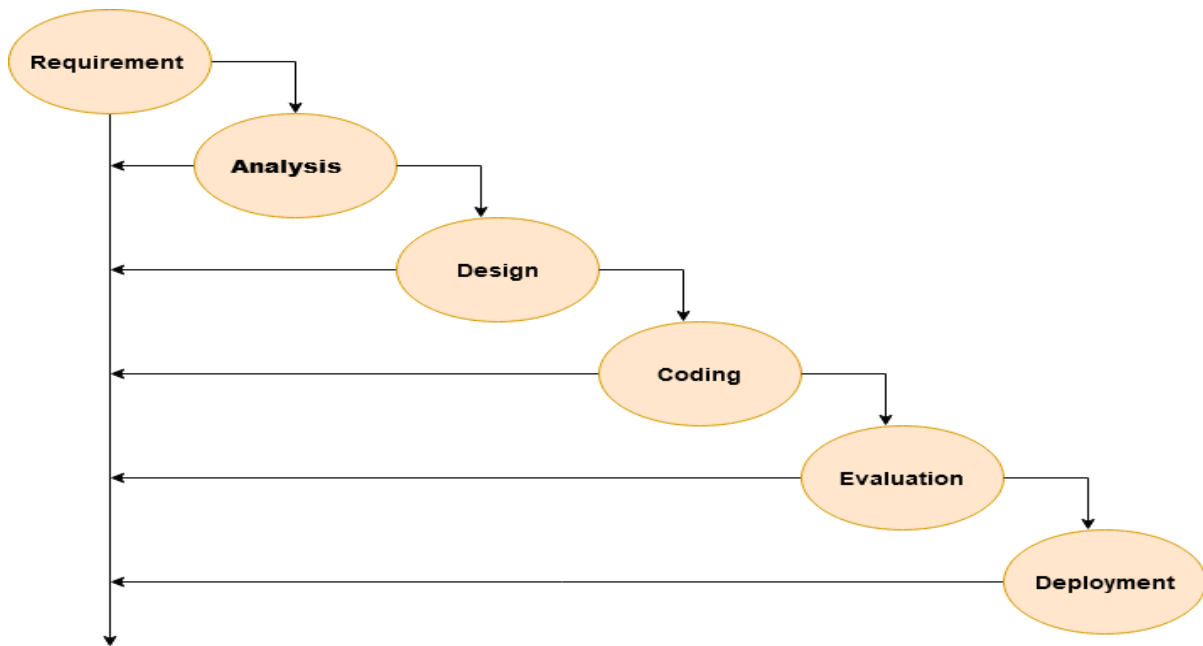 Requirement
Analysis
Design
Coding
Evaluation
Deployment